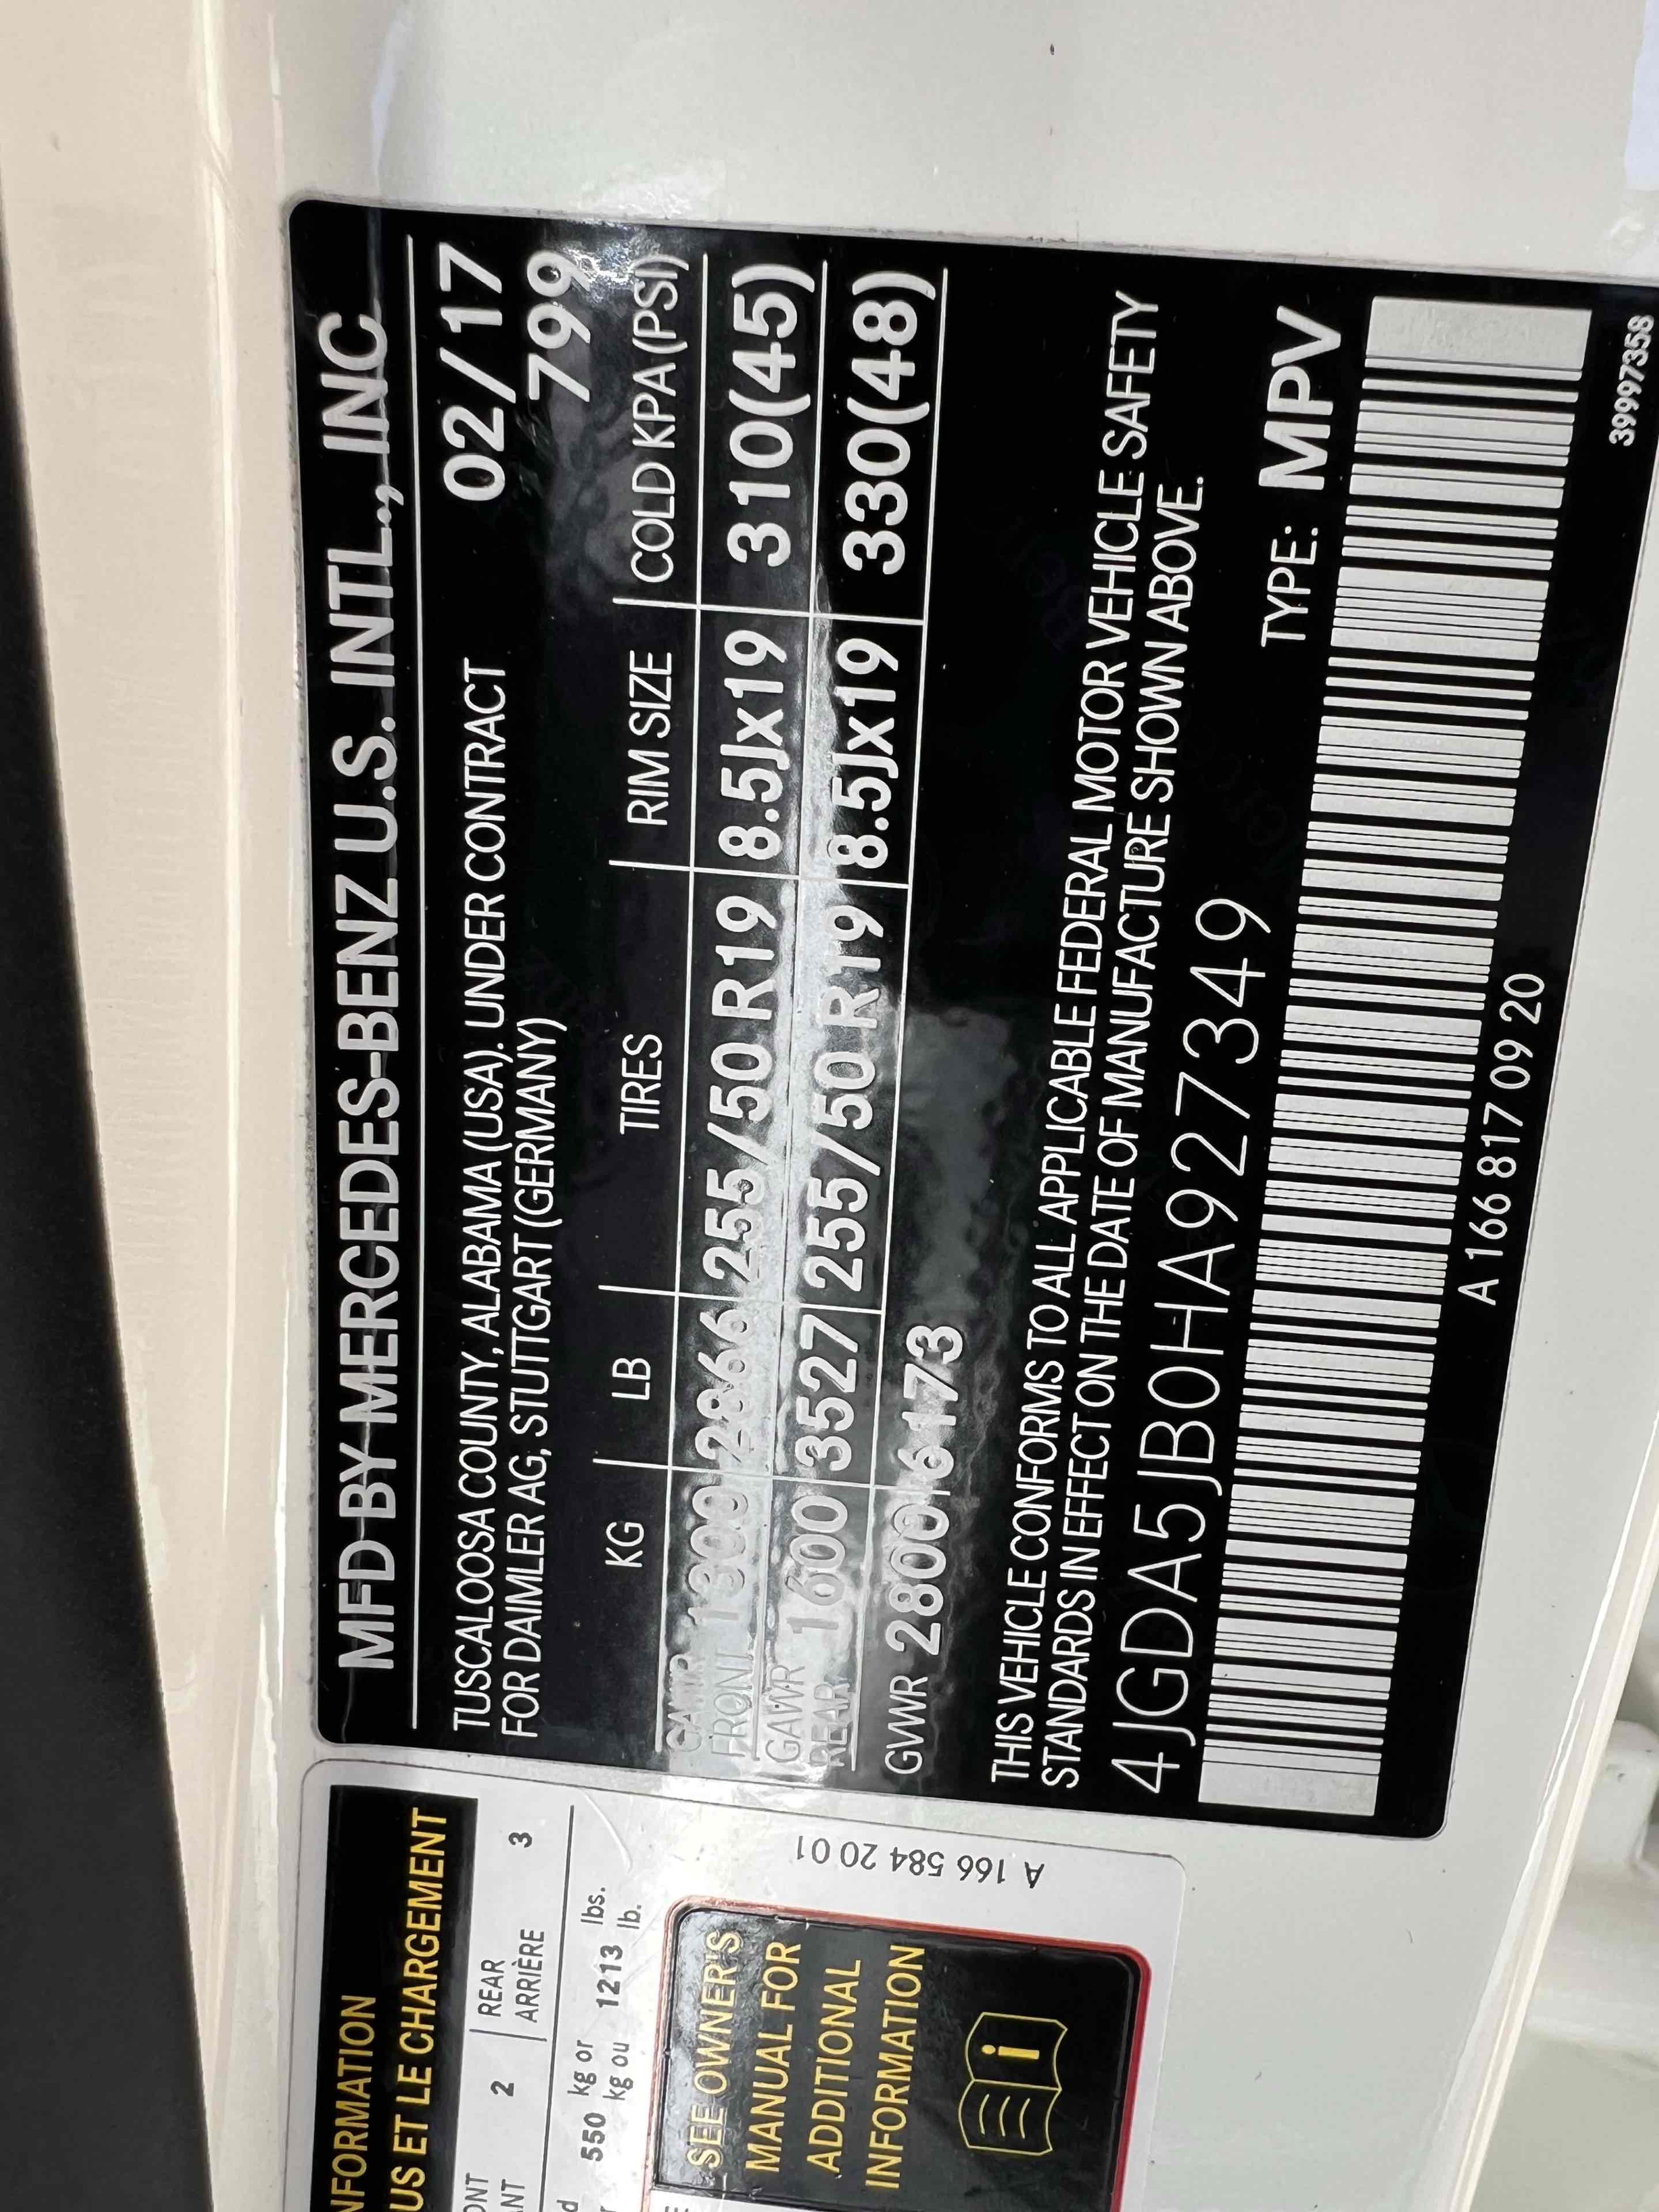 MFD BY MERCEDES-BENZ U.S. INTL., INC
TUSCALOOSA COUNTY, ALABAMA (USA). UNDER CONTRACT 02/17
FOR DAIMLER AG, STUTTGART (GERMANY) 799
KG LB TIRES RIM SIZE COLD KPA (PSI)
GAWR
FRONT 1300 2866 255/50 R19 8.5Jx19 310(45)
GAWR
REAR 1600 3527 255/50 R19 8.5Jx19 330(48)
GVWR 2800 6173
THIS VEHICLE CONFORMS TO ALL APPLICABLE FEDERAL MOTOR VEHICLE SAFETY
STANDARDS IN EFFECT ON THE DATE OF MANUFACTURE SHOWN ABOVE.
4JGDA5JB0HA927349 TYPE: MPV
A 166 817 09 20
3999735S
ET LE CHARGEMENT
2 REAR
ARRIÈRE 3
550 kg or 1213 lbs.
kg ou lb.
SEE OWNER'S
MANUAL FOR
ADDITIONAL
INFORMATION
i
A 166 584 20 01